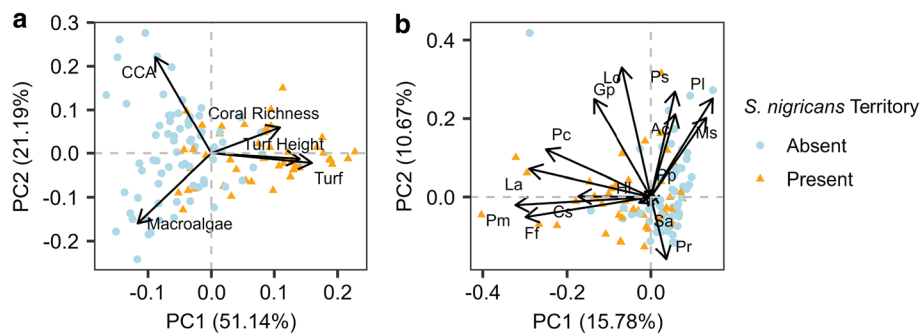 a
0.3
0.2
0.1
0.0
-0.1
-0.2
PC2 (21.19%)
CCA
Coral Richness
Turf Height
Turf
Macroalgae
-0.1 0.0 0.1 0.2
PC1 (51.14%)
b
0.4
0.2
0.0
PC2 (10.67%)
Lo
Ps
Pl
Gp
Ac
Ms
Pc
Rp
La
Ht
Cs
Sa
Pm
Ff
Pr
-0.4 -0.2 0.0
PC1 (15.78%)
S. nigricans Territory
Absent
Present